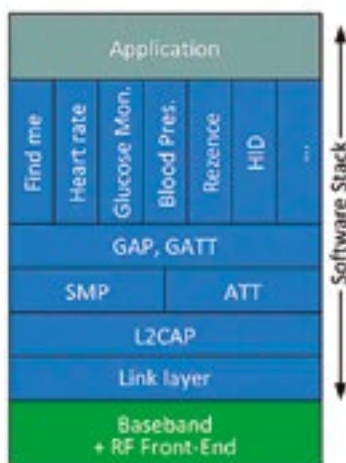 Application
Find me
Heart rate
Glucose Mon.
Blood Pres.
Rezence
HID
...
GAP, GATT
SMP
ATT
L2CAP
Link layer
Baseband
+ RF Front-End
Software Stack